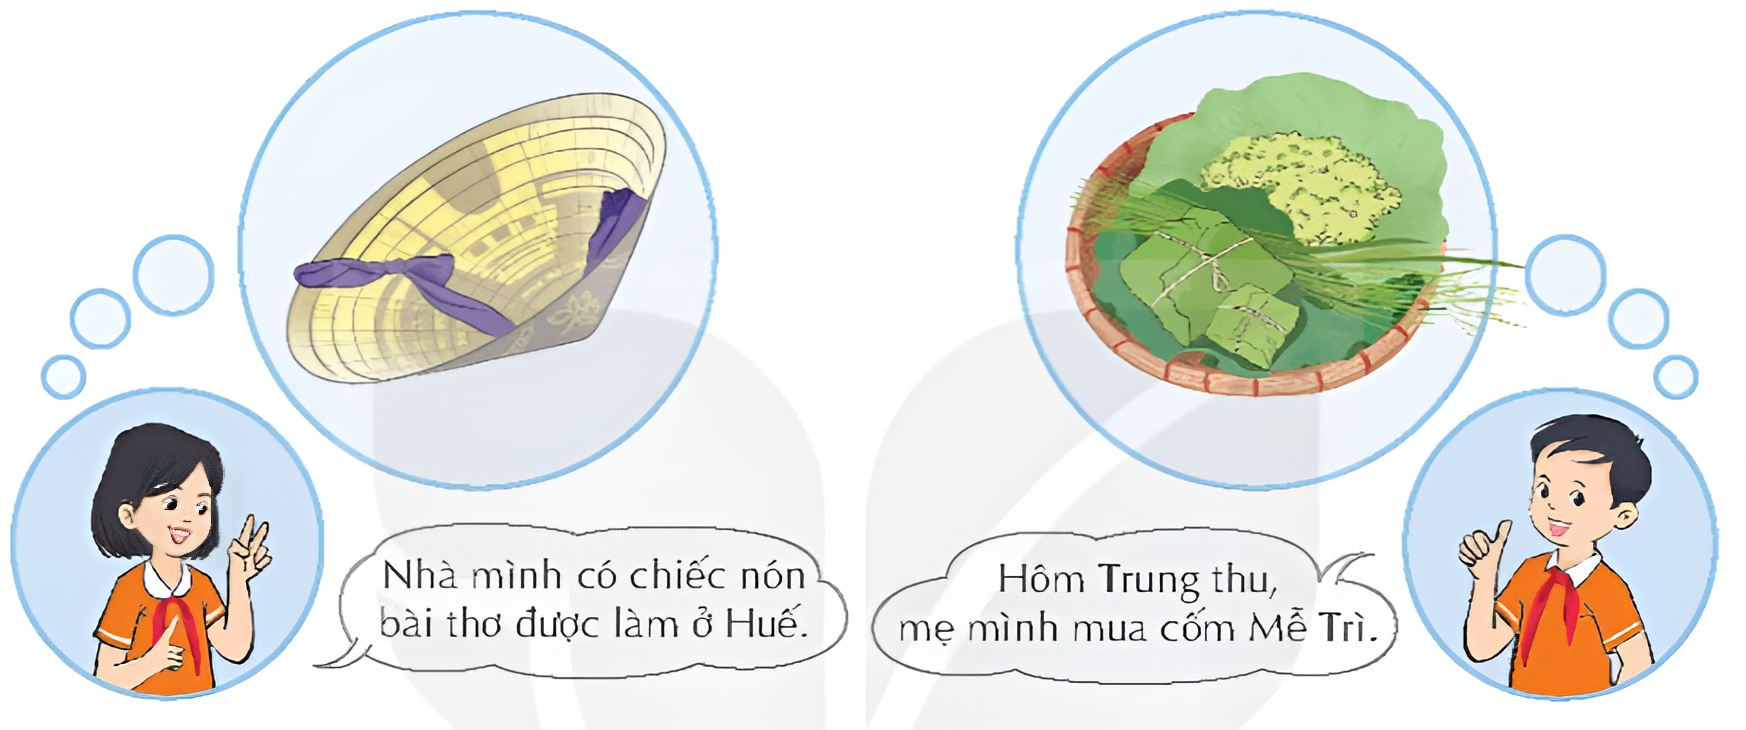 Nhà mình có chiếc nón
bài thơ được làm ở Huế.
Hôm Trung thu,
mẹ mình mua cốm Mễ Trì.